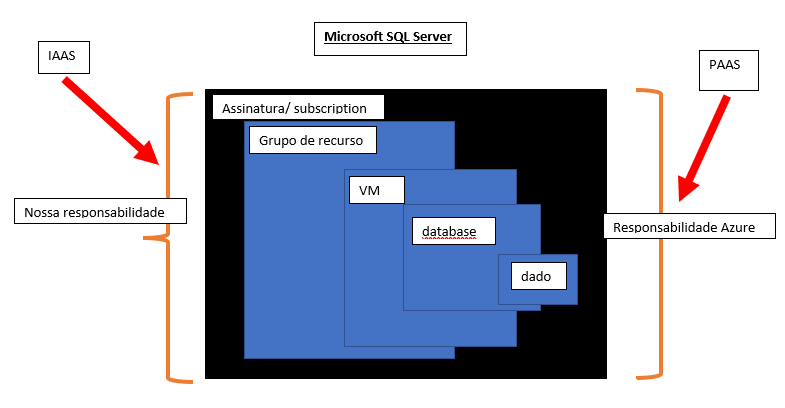 Microsoft SQL Server
IAAS
PAAS
Assinatura/ subscription
Grupo de recurso
VM
Nossa responsabilidade
database
Responsabilidade Azure
dado